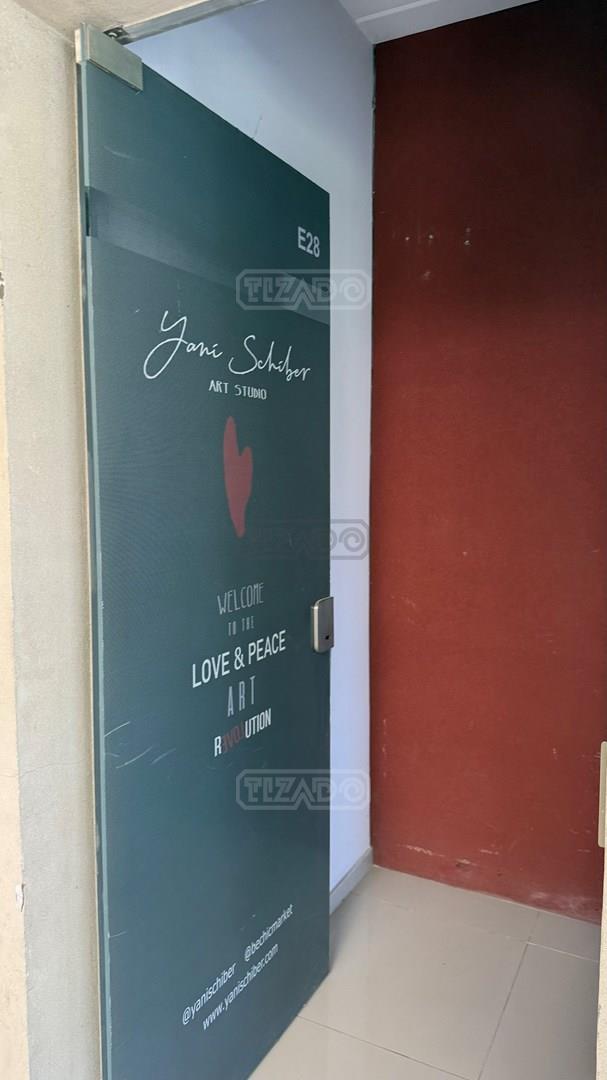 E28
TIZADO
Yani Schiber
ART STUDIO
TIZADO
WELCOME
TO THE
LOVE & PEACE
ART
REVOLUTION
TIZADO
@yanischiber @bechicmarket
www.yanischiber.com